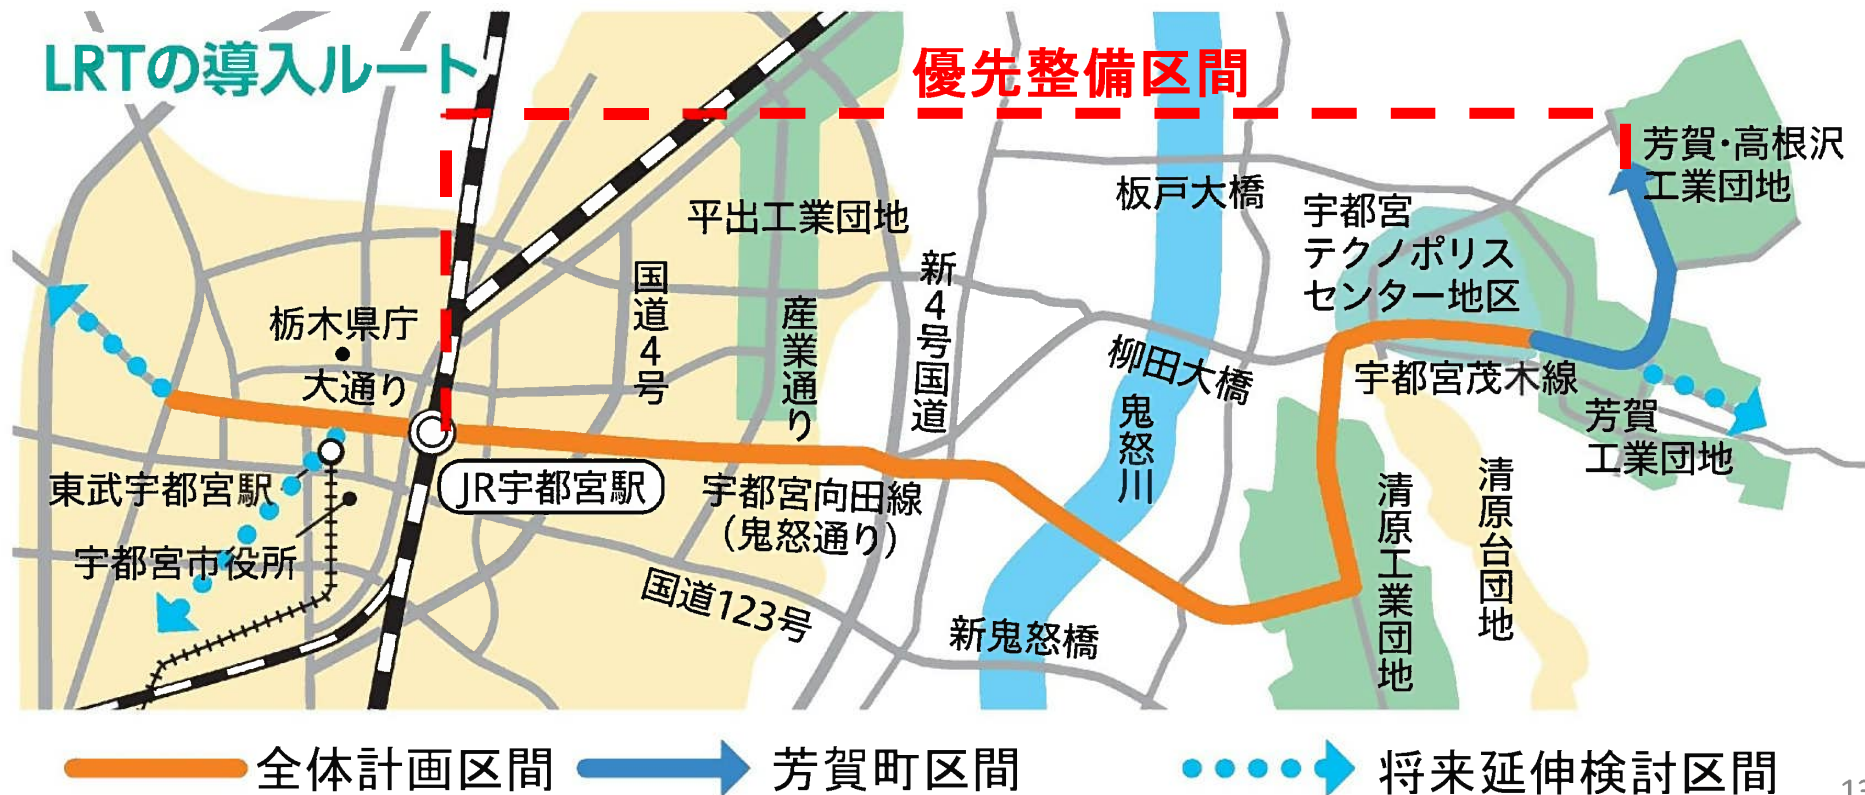 LRTの導入ルート
優先整備区間
芳賀・高根沢
工業団地
板戸大橋
宇都宮
テクノポリス
センター地区
平出工業団地
新4号国道
国道4号
産業通り
栃木県庁
大通り
柳田大橋
宇都宮茂木線
鬼怒川
芳賀
工業団地
東武宇都宮駅
JR宇都宮駅
宇都宮向田線
(鬼怒通り)
清原工業団地
清原台団地
宇都宮市役所
国道123号
新鬼怒橋
全体計画区間
芳賀町区間
将来延伸検討区間